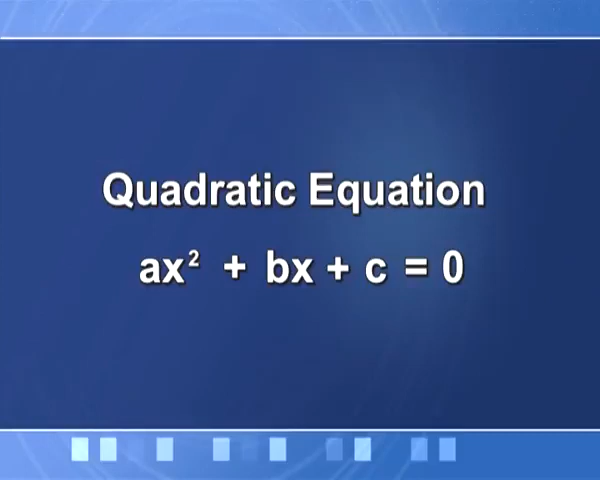 Quadratic Equation
ax² + bx + c = 0